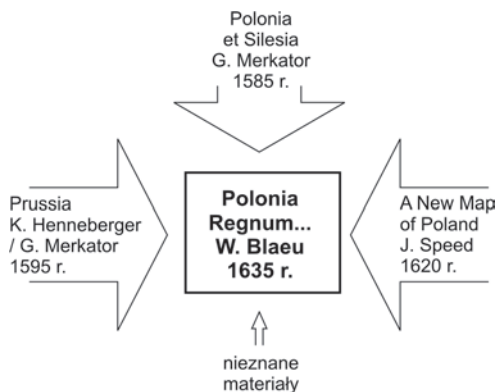 Polonia
et Silesia
G. Merkator
1585 r.
Prussia
K. Henneberger
/ G. Merkator
1595 r.
Polonia
Regnum...
W. Blaeu
1635 r.
A New Map
of Poland
J. Speed
1620 r.
nieznane
materiały